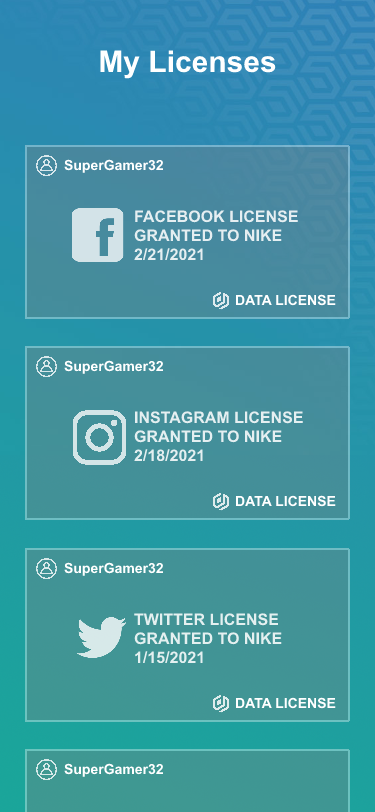 My Licenses
SuperGamer32
FACEBOOK LICENSE
GRANTED TO NIKE
2/21/2021
DATA LICENSE
SuperGamer32
INSTAGRAM LICENSE
GRANTED TO NIKE
2/18/2021
DATA LICENSE
SuperGamer32
TWITTER LICENSE
GRANTED TO NIKE
1/15/2021
DATA LICENSE
SuperGamer32